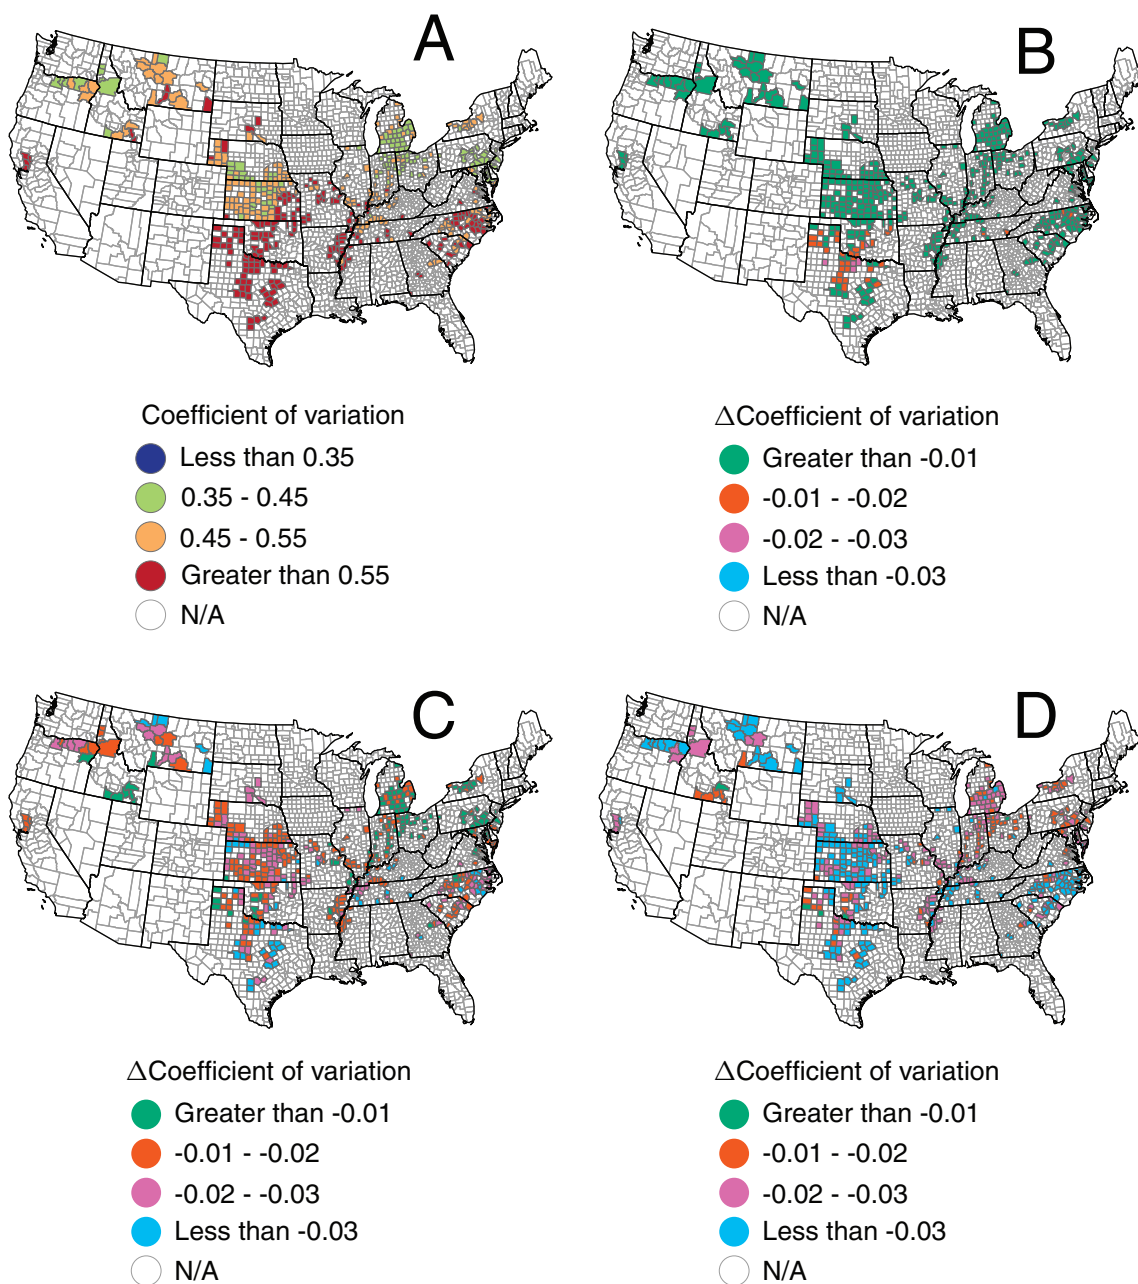 A
B
Coefficient of variation
Less than 0.35
0.35 - 0.45
0.45 - 0.55
Greater than 0.55
N/A
ΔCoefficient of variation
Greater than -0.01
-0.01 - -0.02
-0.02 - -0.03
Less than -0.03
N/A
C
D
ΔCoefficient of variation
Greater than -0.01
-0.01 - -0.02
-0.02 - -0.03
Less than -0.03
N/A
ΔCoefficient of variation
Greater than -0.01
-0.01 - -0.02
-0.02 - -0.03
Less than -0.03
N/A